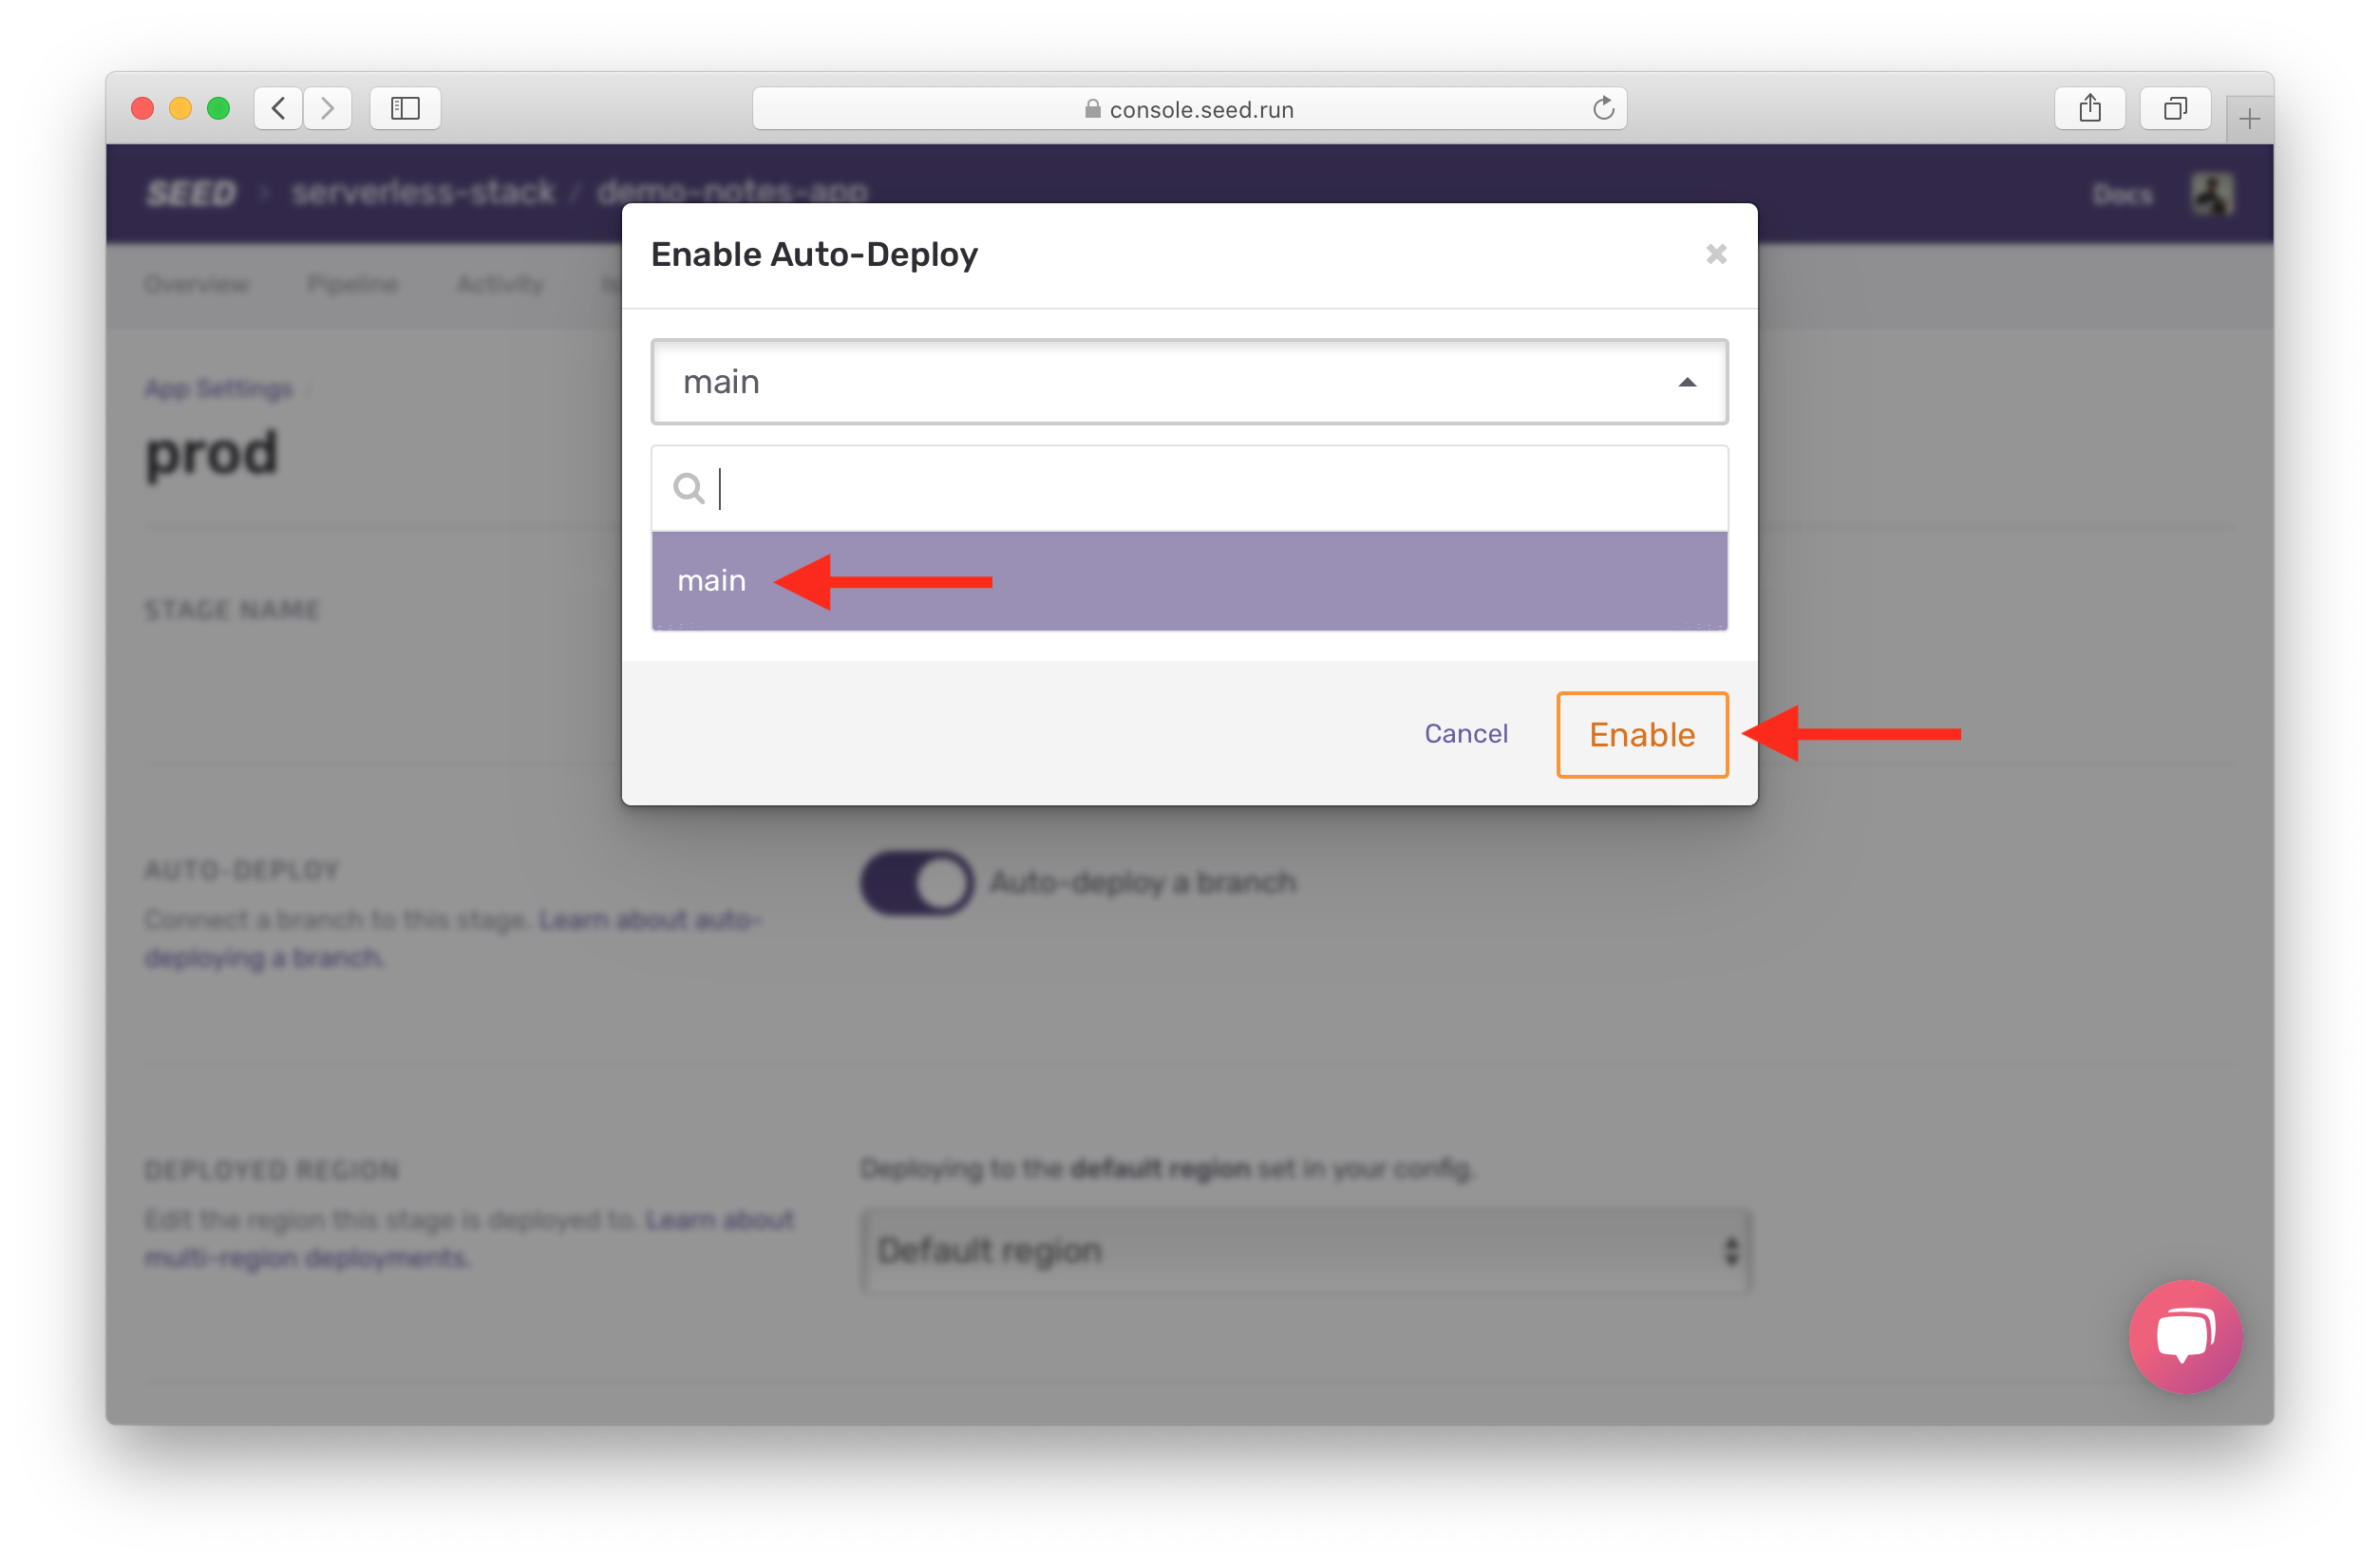 console.seed.run
SEED > serverless-stack / demo-notes-app
Docs
Enable Auto-Deploy
Overview Pipeline Activity
main
App Settings /
prod
main
STAGE NAME
Cancel Enable
AUTO-DEPLOY
Auto-deploy a branch
Connect a branch to this stage. Learn about auto-
deploying a branch.
DEPLOYED REGION
Deploying to the default region set in your config.
Edit the region this stage is deployed to. Learn about
multi-region deployments.
Default region